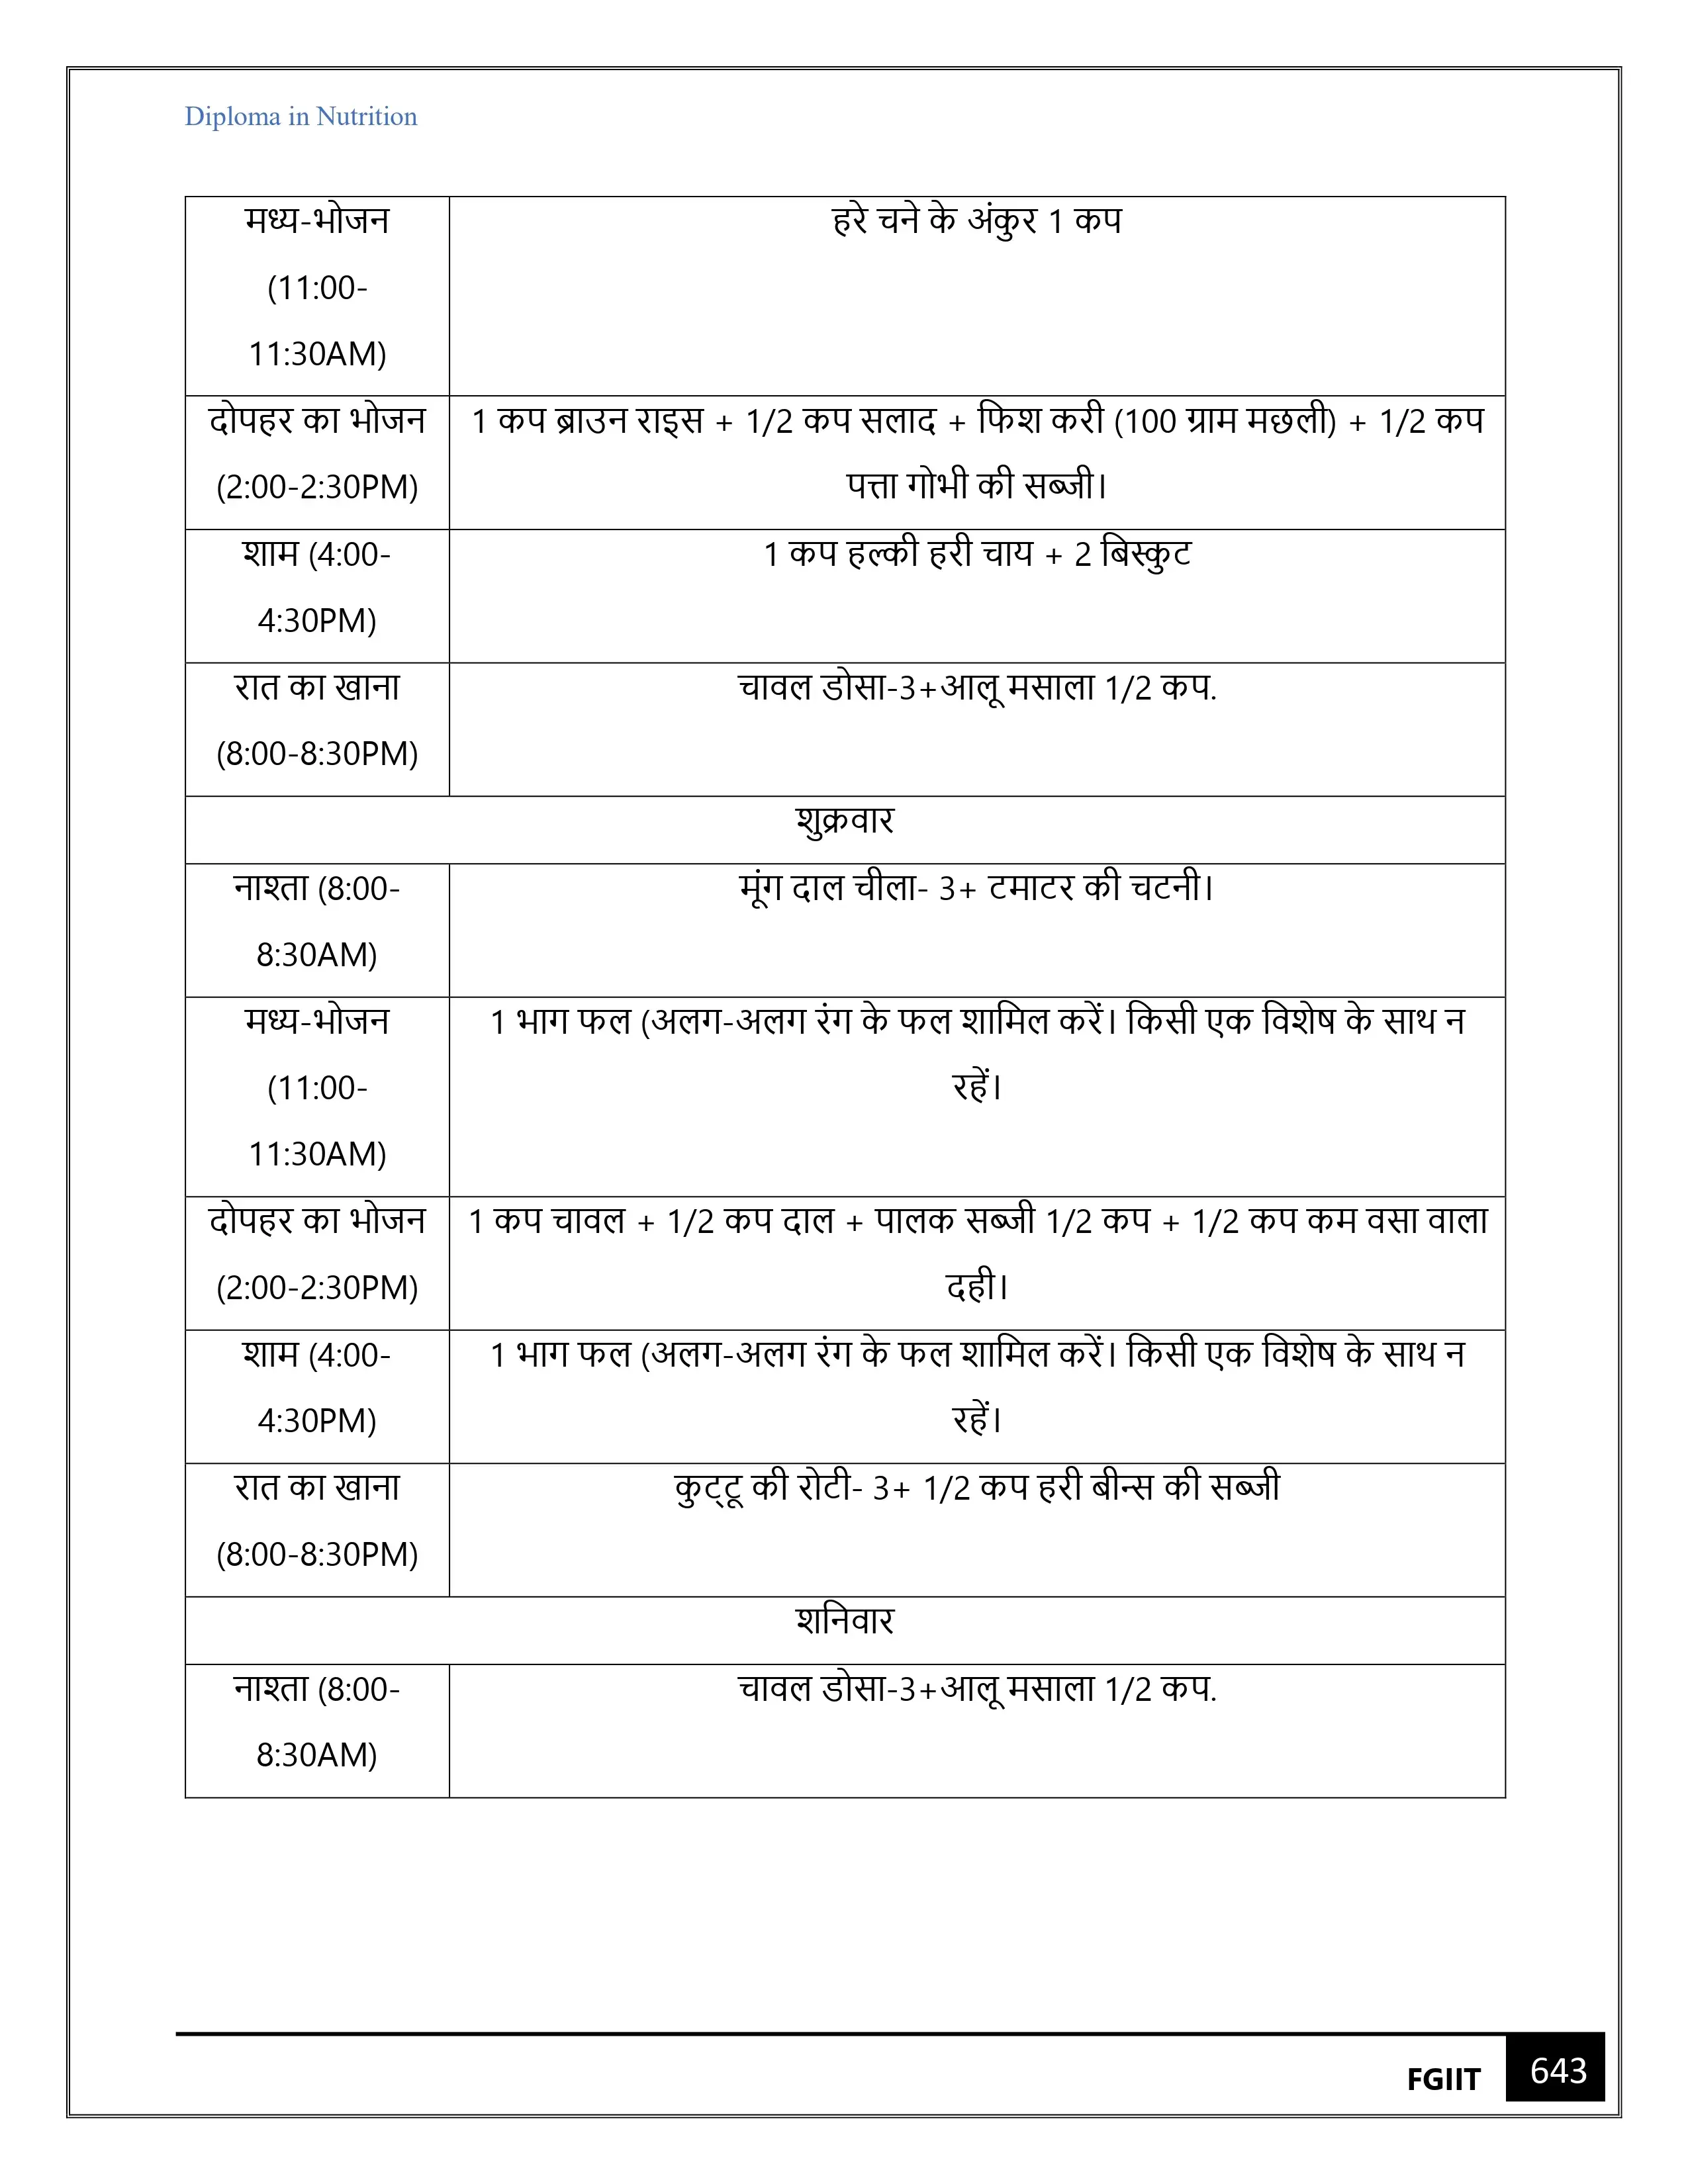 Diploma in Nutrition
मध्य-भोजन
(11:00-
11:30AM)
हरे चने के अंकुर 1 कप
दोपहर का भोजन
(2:00-2:30PM)
1 कप ब्राउन राइस + 1/2 कप सलाद + फिश करी (100 ग्राम मछली) + 1/2 कप
पत्ता गोभी की सब्जी।
शाम (4:00-
4:30PM)
1 कप हल्की हरी चाय + 2 बिस्कुट
रात का खाना
(8:00-8:30PM)
चावल डोसा-3+आलू मसाला 1/2 कप.
शुक्रवार
नाश्ता (8:00-
8:30AM)
मूंग दाल चीला- 3+ टमाटर की चटनी।
मध्य-भोजन
(11:00-
11:30AM)
1 भाग फल (अलग-अलग रंग के फल शामिल करें। किसी एक विशेष के साथ न
रहें।
दोपहर का भोजन
(2:00-2:30PM)
1 कप चावल + 1/2 कप दाल + पालक सब्जी 1/2 कप + 1/2 कप कम वसा वाला
दही।
शाम (4:00-
4:30PM)
1 भाग फल (अलग-अलग रंग के फल शामिल करें। किसी एक विशेष के साथ न
रहें।
रात का खाना
(8:00-8:30PM)
कुट्टू की रोटी- 3+ 1/2 कप हरी बीन्स की सब्जी
शनिवार
नाश्ता (8:00-
8:30AM)
चावल डोसा-3+आलू मसाला 1/2 कप.
FGIIT 643